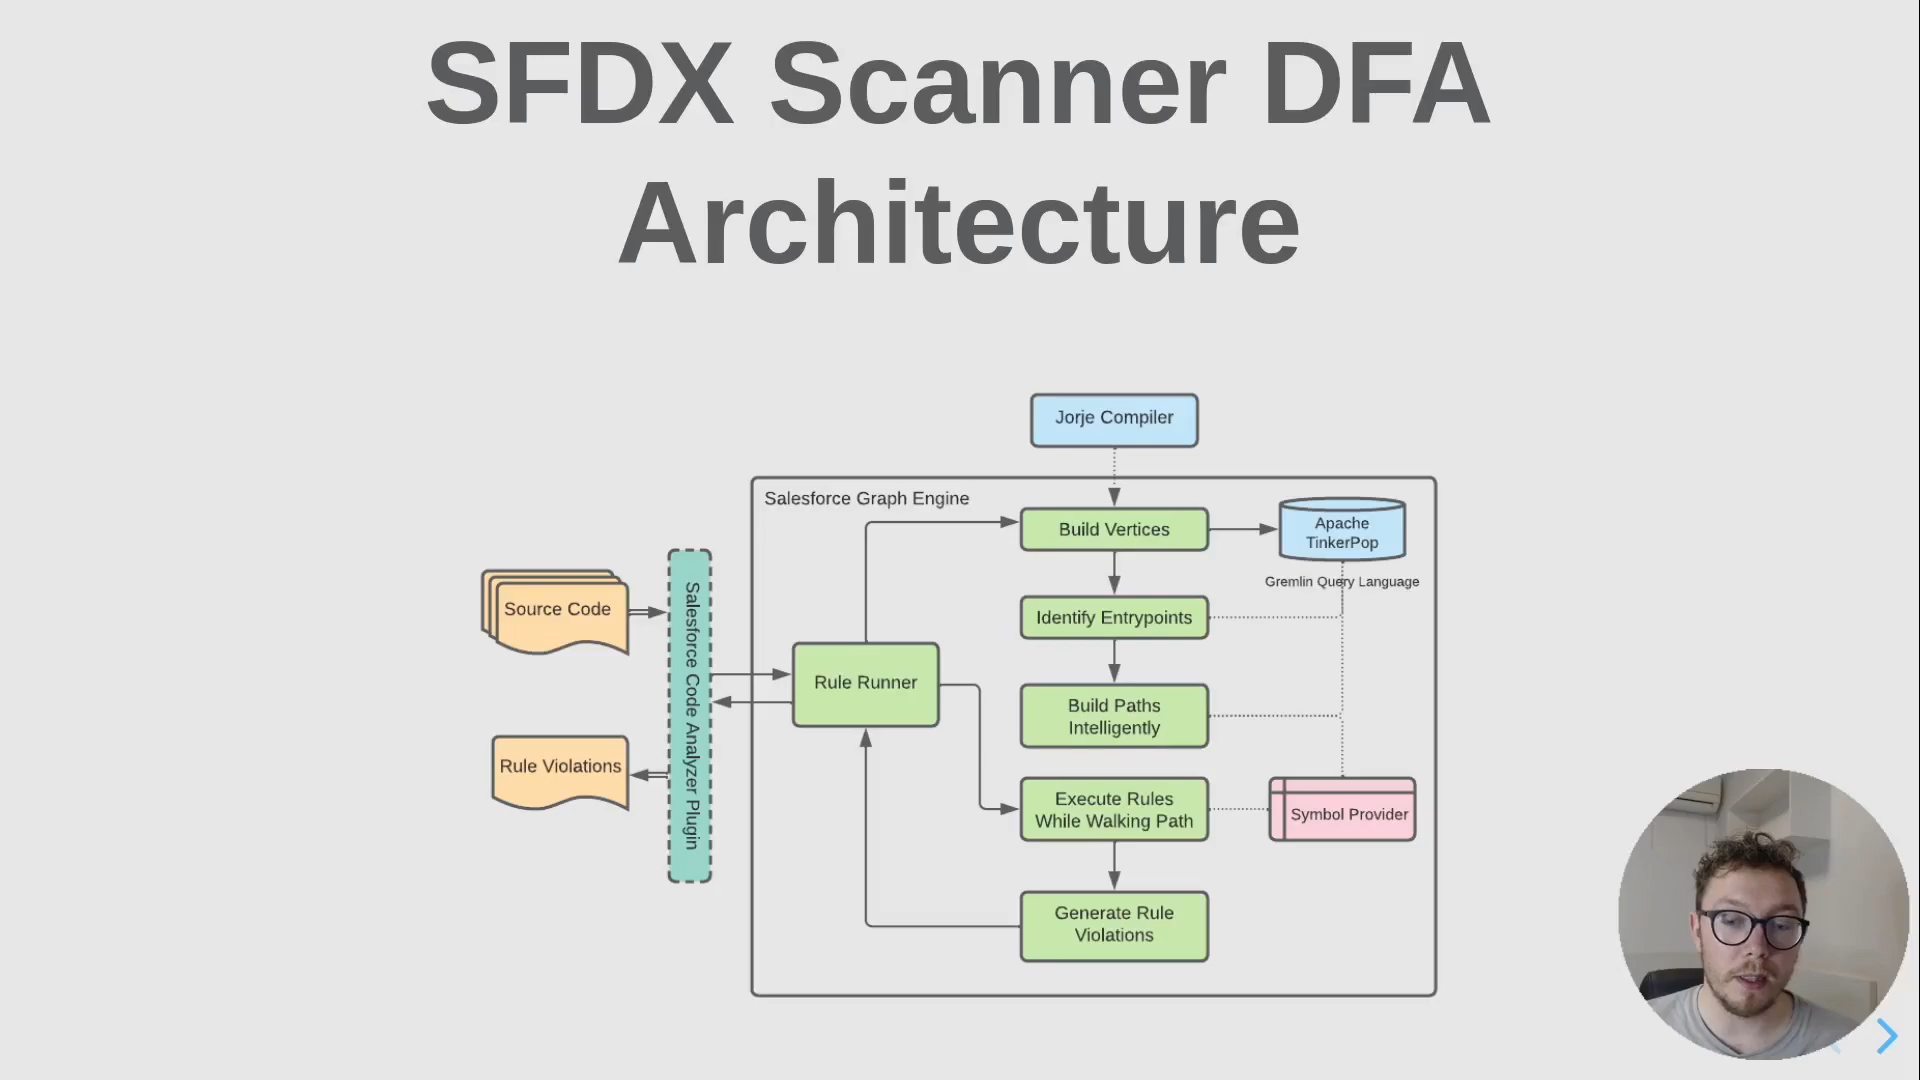 SFDX Scanner DFA
Architecture
Jorje Compiler
Salesforce Graph Engine
Build Vertices
Apache
TinkerPop
Gremlin Query Language
Source Code
Salesforce Code Analyzer Plugin
Identify Entrypoints
Rule Runner
Build Paths
Intelligently
Rule Violations
Execute Rules
While Walking Path
Symbol Provider
Generate Rule
Violations